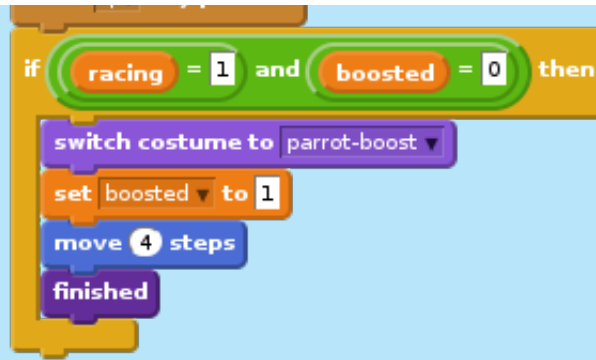 if racing = 1 and boosted = 0 then
switch costume to parrot-boost
set boosted to 1
move 4 steps
finished